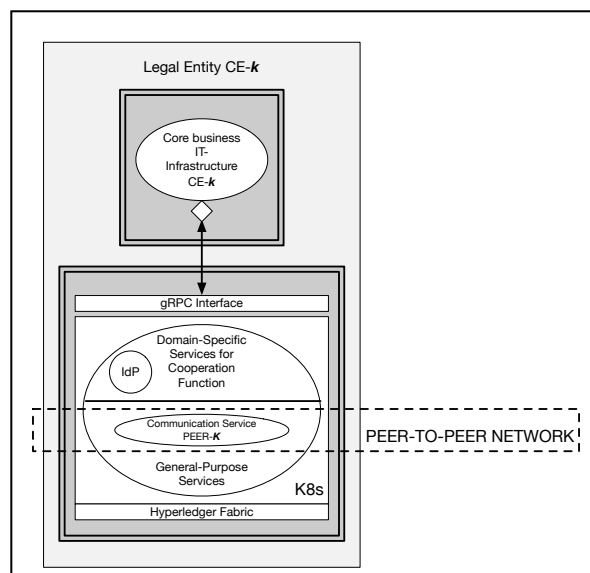 Legal Entity CE-k
Core business
IT-
Infrastructure
CE-k
gRPC Interface
Domain-Specific
Services for
Cooperation
Function
IdP
Communication Service
PEER-K
PEER-TO-PEER NETWORK
General-Purpose
Services
K8s
Hyperledger Fabric